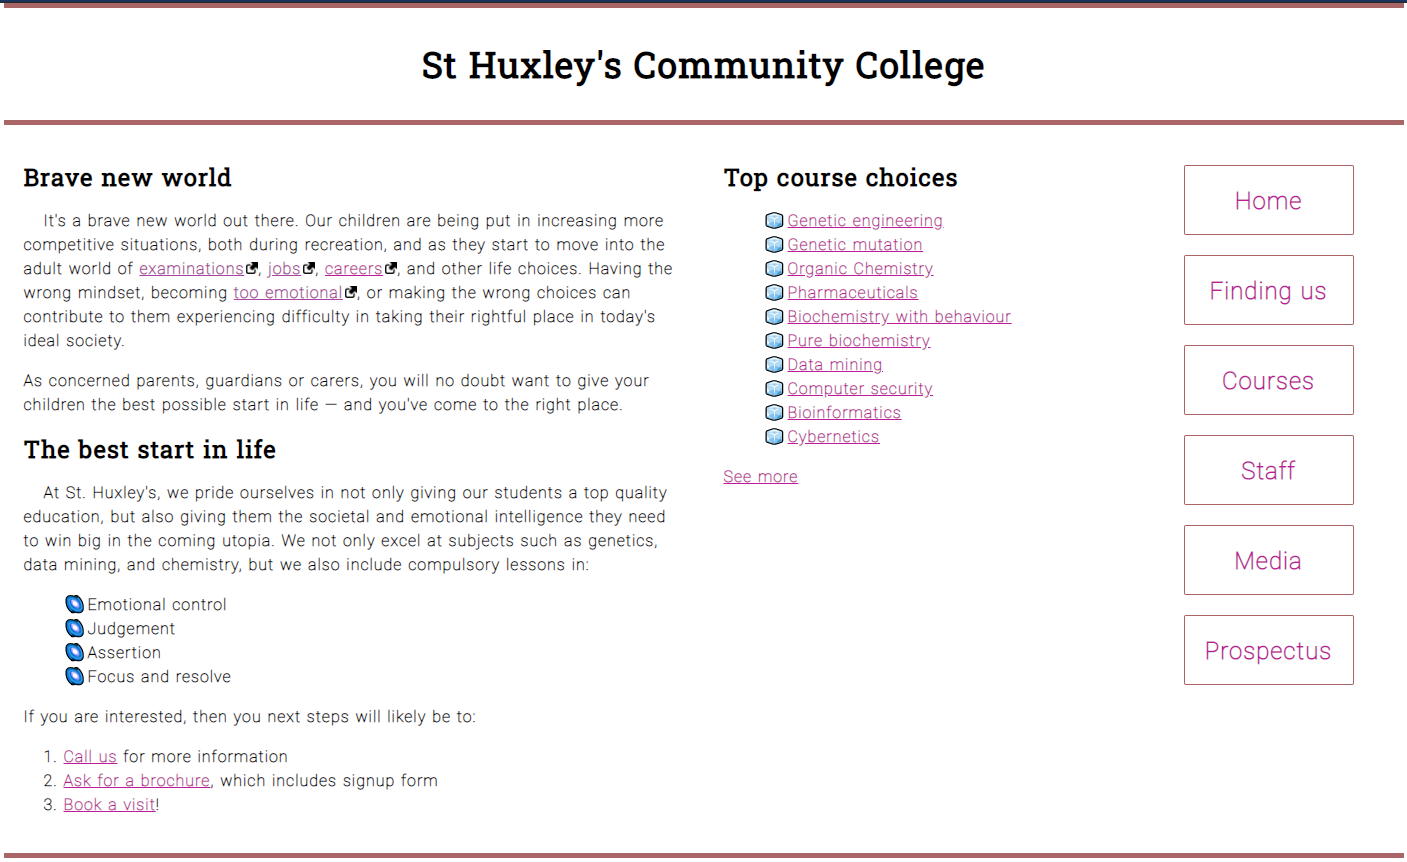 St Huxley's Community College
Brave new world
It's a brave new world out there. Our children are being put in increasing more
competitive situations, both during recreation, and as they start to move into the
adult world of examinations, jobs, careers, and other life choices. Having the
wrong mindset, becoming too emotional, or making the wrong choices can
contribute to them experiencing difficulty in taking their rightful place in today's
ideal society.
As concerned parents, guardians or carers, you will no doubt want to give your
children the best possible start in life — and you've come to the right place.
The best start in life
At St. Huxley's, we pride ourselves in not only giving our students a top quality
education, but also giving them the societal and emotional intelligence they need
to win big in the coming utopia. We not only excel at subjects such as genetics,
data mining, and chemistry, but we also include compulsory lessons in:
Emotional control
Judgement
Assertion
Focus and resolve
If you are interested, then you next steps will likely be to:
1. Call us for more information
2. Ask for a brochure, which includes signup form
3. Book a visit!
Top course choices
Genetic engineering
Genetic mutation
Organic Chemistry
Pharmaceuticals
Biochemistry with behaviour
Pure biochemistry
Data mining
Computer security
Bioinformatics
Cybernetics
See more
Home
Finding us
Courses
Staff
Media
Prospectus